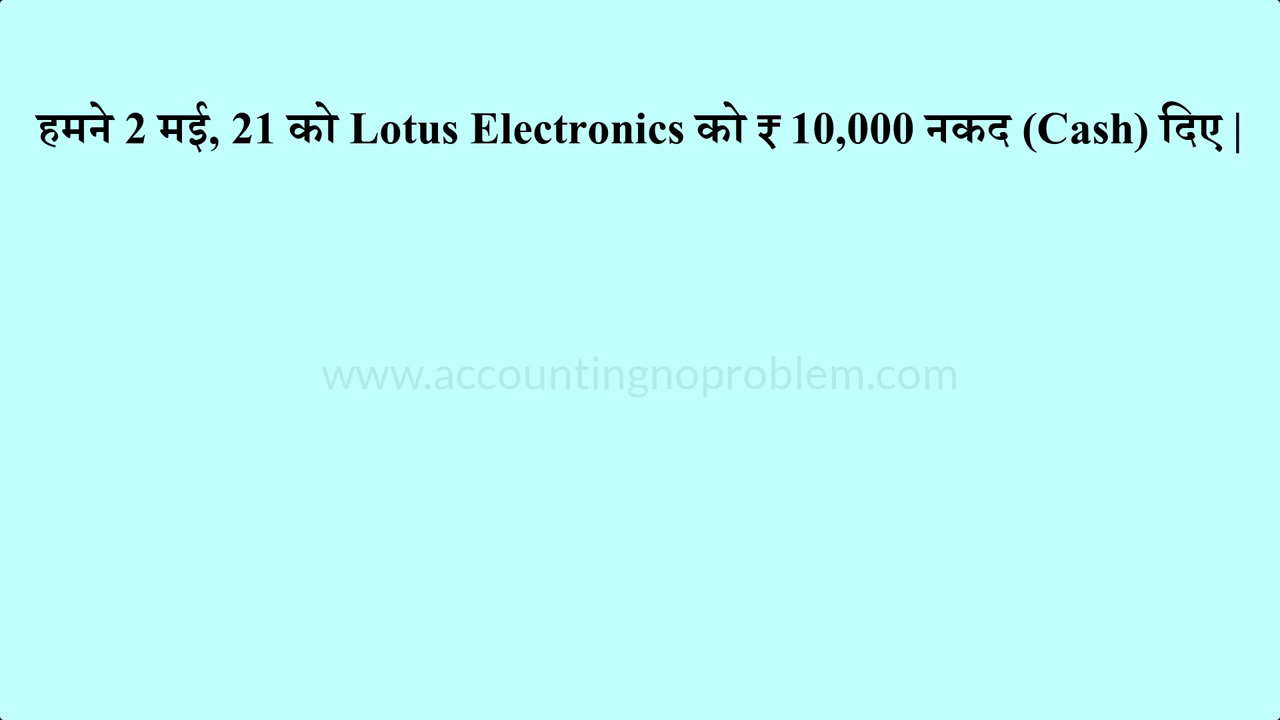 हमने 2 मई, 21 को Lotus Electronics को ₹ 10,000 नकद (Cash) दिए |
www.accountingnoproblem.com